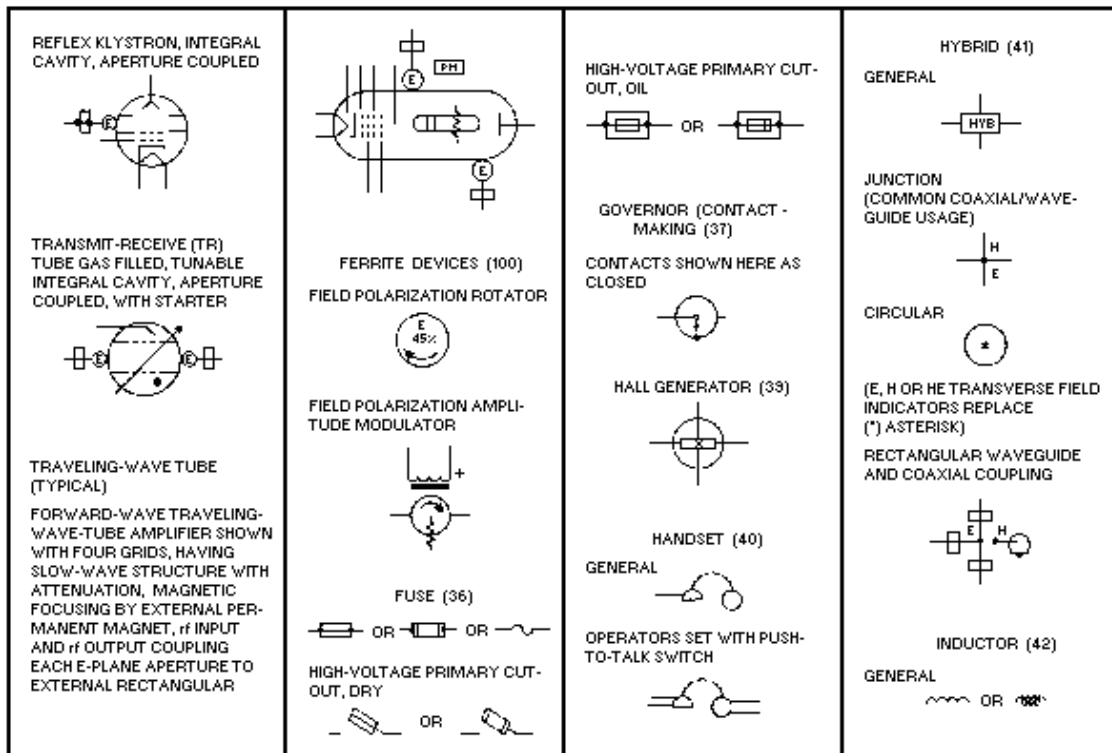 REFLEX KLYSTRON, INTEGRAL
CAVITY, APERTURE COUPLED
E
TRANSMIT-RECEIVE (TR)
TUBE GAS FILLED, TUNABLE
INTEGRAL CAVITY, APERTURE
COUPLED, WITH STARTER
E
E
TRAVELING-WAVE TUBE
(TYPICAL)
FORWARD-WAVE TRAVELING-
WAVE-TUBE AMPLIFIER SHOWN
WITH FOUR GRIDS, HAVING
SLOW-WAVE STRUCTURE WITH
ATTENUATION, MAGNETIC
FOCUSING BY EXTERNAL PER-
MANENT MAGNET, rf INPUT
AND rf OUTPUT COUPLING
EACH E-PLANE APERTURE TO
EXTERNAL RECTANGULAR
E
PM
E
FERRITE DEVICES (100)
FIELD POLARIZATION ROTATOR
E
45%
FIELD POLARIZATION AMPLI-
TUDE MODULATOR
+
FUSE (36)
OR OR
HIGH-VOLTAGE PRIMARY CUT-
OUT, DRY
OR
HIGH-VOLTAGE PRIMARY CUT-
OUT, OIL
OR
GOVERNOR (CONTACT -
MAKING (37)
CONTACTS SHOWN HERE AS
CLOSED
HALL GENERATOR (39)
HANDSET (40)
GENERAL
OPERATORS SET WITH PUSH-
TO-TALK SWITCH
HYBRID (41)
GENERAL
HYB
JUNCTION
(COMMON COAXIAL/WAVE-
GUIDE USAGE)
H
E
CIRCULAR
*
(E, H OR HE TRANSVERSE FIELD
INDICATORS REPLACE
(*) ASTERISK)
RECTANGULAR WAVEGUIDE
AND COAXIAL COUPLING
E H
INDUCTOR (42)
GENERAL
OR